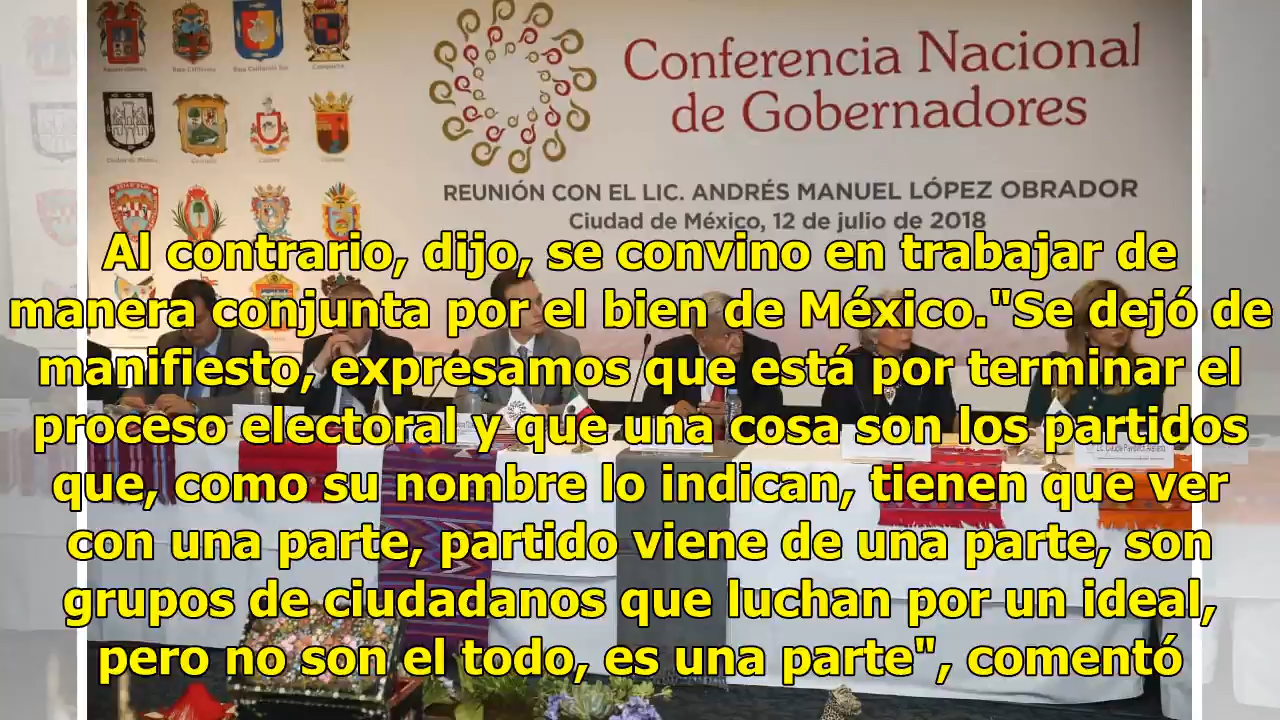 Conferencia Nacional
de Gobernadores
REUNIÓN CON EL LIC. ANDRÉS MANUEL LÓPEZ OBRADOR
Ciudad de México, 12 de julio de 2018
Al contrario, dijo, se convino en trabajar de
manera conjunta por el bien de México."Se dejó de
manifiesto, expresamos que está por terminar el
proceso electoral y que una cosa son los partidos
que, como su nombre lo indican, tienen que ver
con una parte, partido viene de una parte, son
grupos de ciudadanos que luchan por un ideal,
pero no son el todo, es una parte", comentó